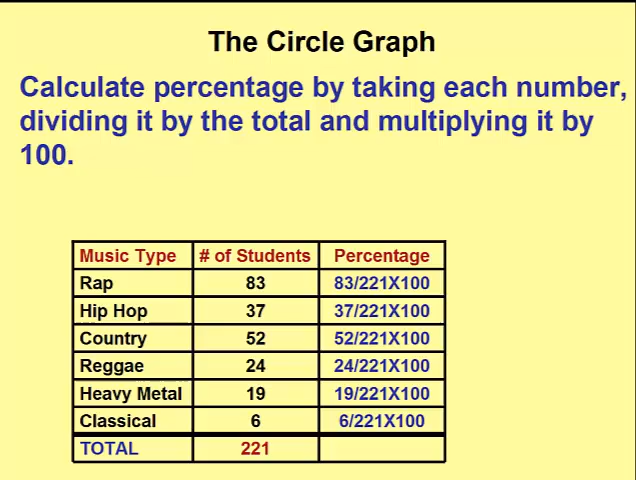 The Circle Graph
Calculate percentage by taking each number,
dividing it by the total and multiplying it by
100.
Music Type # of Students Percentage
Rap 83 83/221X100
Hip Hop 37 37/221X100
Country 52 52/221X100
Reggae 24 24/221X100
Heavy Metal 19 19/221X100
Classical 6 6/221X100
TOTAL 221